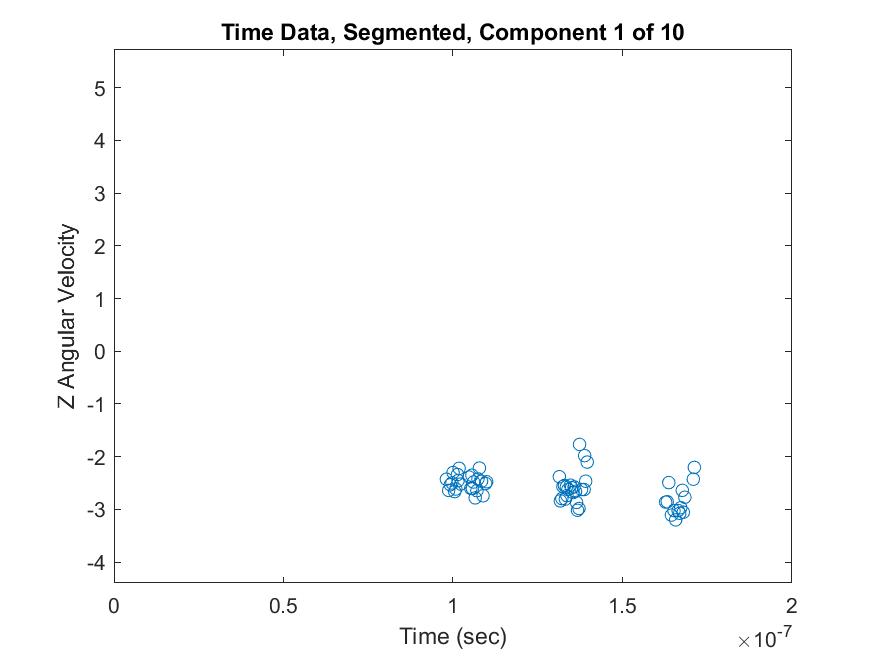 Time Data, Segmented, Component 1 of 10
5
4
3
2
1
0
-1
-2
-3
-4
Z Angular Velocity
0 0.5 1 1.5 2
Time (sec)
×10-7